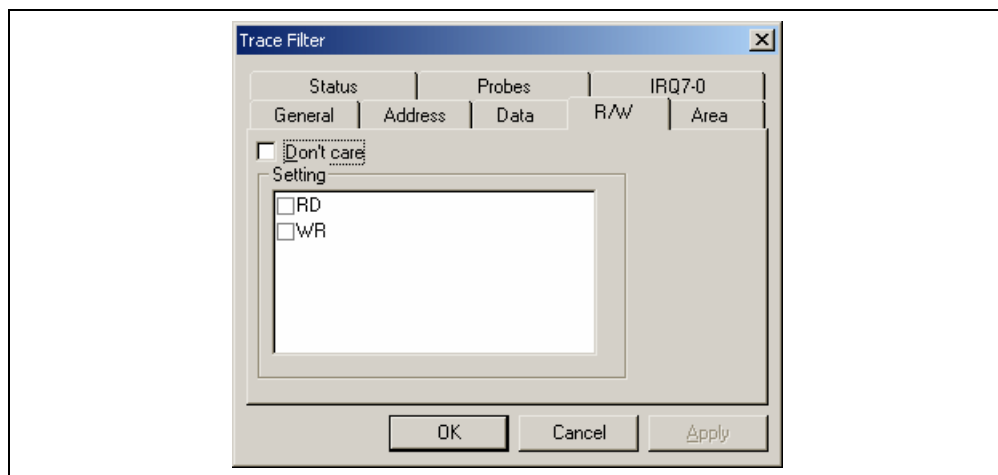 Trace Filter
Status Probes IRQ7-0
General Address Data R/W Area
Don't care
Setting
RD
WR
OK Cancel Apply